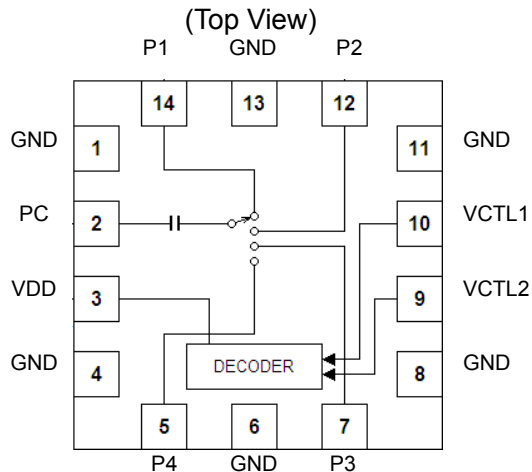 (Top View)
P1 GND P2
14 13 12
GND 1 11 GND
PC 2 10 VCTL1
VDD 3 9 VCTL2
GND 4 DECODER 8 GND
5 6 7
P4 GND P3